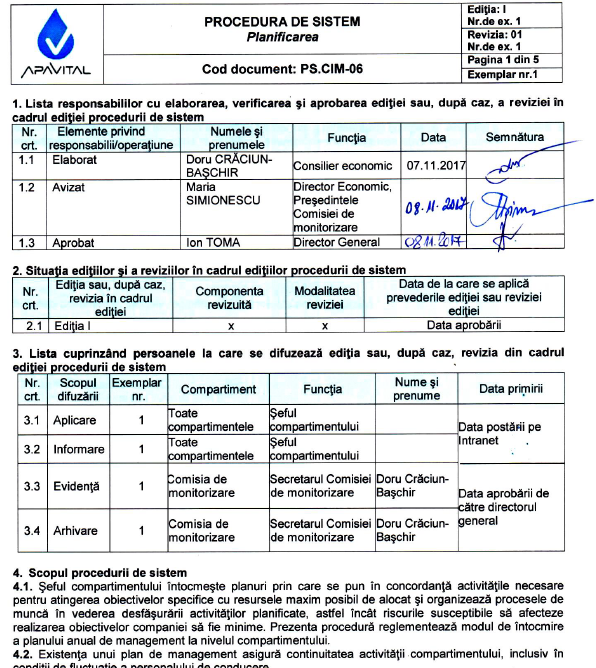 APAVITAL
PROCEDURA DE SISTEM
Planificarea
Cod document: PS.CIM-06
Ediţia: I
Nr.de ex. 1
Revizia: 01
Nr.de ex. 1
Pagina 1 din 5
Exemplar nr.1
1. Lista responsabililor cu elaborarea, verificarea şi aprobarea ediţiei sau, după caz, a reviziei în
cadrul ediţiei procedurii de sistem
Nr. crt. Elemente privind responsabilii/operaţiune Numele şi prenumele Funcţia Data Semnătura
1.1 Elaborat Doru CRĂCIUN-BAŞCHIR Consilier economic 07.11.2017
1.2 Avizat Maria SIMIONESCU Director Economic, Preşedintele Comisiei de monitorizare 08.11.2017
1.3 Aprobat Ion TOMA Director General 08.11.2017
2. Situaţia ediţiilor şi a reviziilor în cadrul ediţiilor procedurii de sistem
Nr. crt. Ediţia sau, după caz, revizia în cadrul ediţiei Componenta revizuită Modalitatea reviziei Data de la care se aplică prevederile ediţiei sau reviziei ediţiei
2.1 Ediţia I x x Data aprobării
3. Lista cuprinzând persoanele la care se difuzează ediţia sau, după caz, revizia din cadrul
ediţiei procedurii de sistem
Nr. crt. Scopul difuzării Exemplar nr. Compartiment Funcţia Nume şi prenume Data primirii
3.1 Aplicare 1 Toate compartimentele Şeful compartimentului Data postării pe Intranet
3.2 Informare 1 Toate compartimentele Şeful compartimentului
3.3 Evidenţă 1 Comisia de monitorizare Secretarul Comisiei de monitorizare Doru Crăciun-Başchir Data aprobării de către directorul general
3.4 Arhivare 1 Comisia de monitorizare Secretarul Comisiei de monitorizare Doru Crăciun-Başchir
4. Scopul procedurii de sistem
4.1. Şeful compartimentului întocmeşte planuri prin care se pun în concordanţă activităţile necesare
pentru atingerea obiectivelor specifice cu resursele maxim posibil de alocat şi organizează procesele de
muncă în vederea desfăşurării activităţilor planificate, astfel încât riscurile susceptibile să afecteze
realizarea obiectivelor companiei să fie minime. Prezenta procedură reglementează modul de întocmire
a planului anual de management la nivelul compartimentului.
4.2. Existenţa unui plan de management asigură continuitatea activităţii compartimentului, inclusiv în
condiţii de fluctuaţie a personalului de conducere.